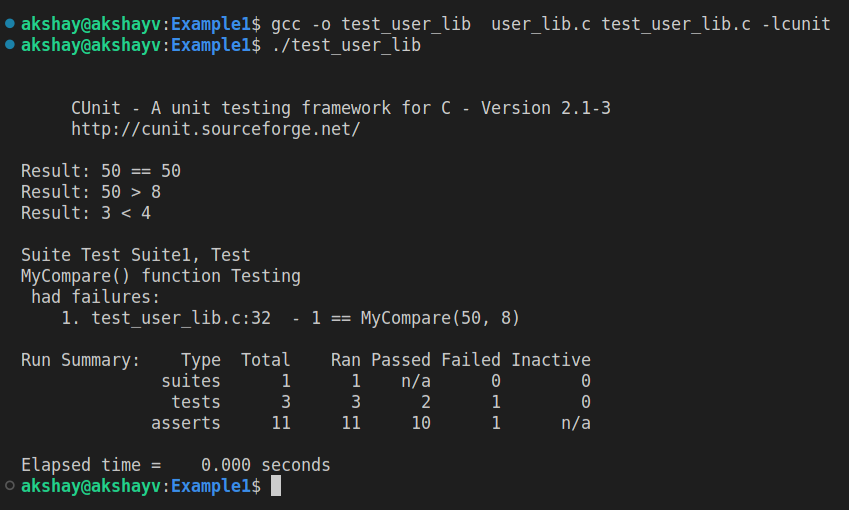 akshay@akshayv:Example1$ gcc -o test_user_lib  user_lib.c test_user_lib.c -lcunit
akshay@akshayv:Example1$ ./test_user_lib
     CUnit - A unit testing framework for C - Version 2.1-3
     http://cunit.sourceforge.net/
Result: 50 == 50
Result: 50 > 8
Result: 3 < 4
Suite Test Suite1, Test
MyCompare() function Testing
 had failures:
    1. test_user_lib.c:32  - 1 == MyCompare(50, 8)
Run Summary:    Type  Total    Ran Passed Failed Inactive
              suites      1      1    n/a      0        0
               tests      3      3      2      1        0
             asserts     11     11     10      1      n/a
Elapsed time =    0.000 seconds
akshay@akshayv:Example1$